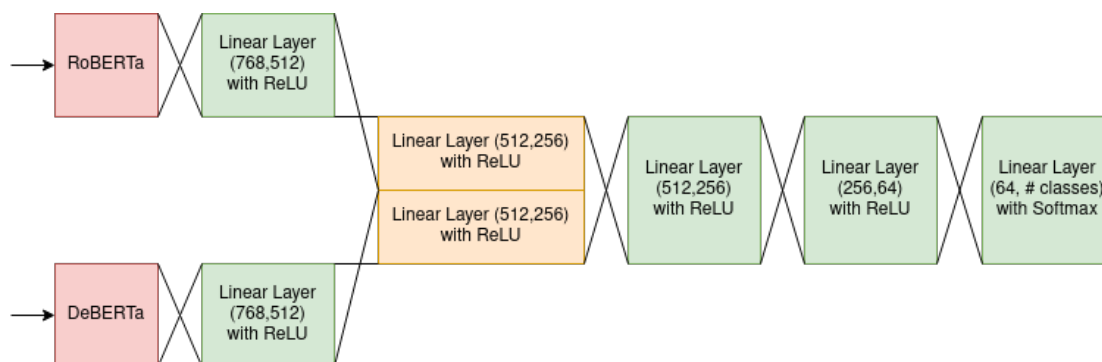 RoBERTa
Linear Layer
(768,512)
with ReLU
Linear Layer (512,256)
with ReLU
Linear Layer (512,256)
with ReLU
Linear Layer
(512,256)
with ReLU
Linear Layer
(256,64)
with ReLU
Linear Layer
(64, # classes)
with Softmax
DeBERTa
Linear Layer
(768,512)
with ReLU